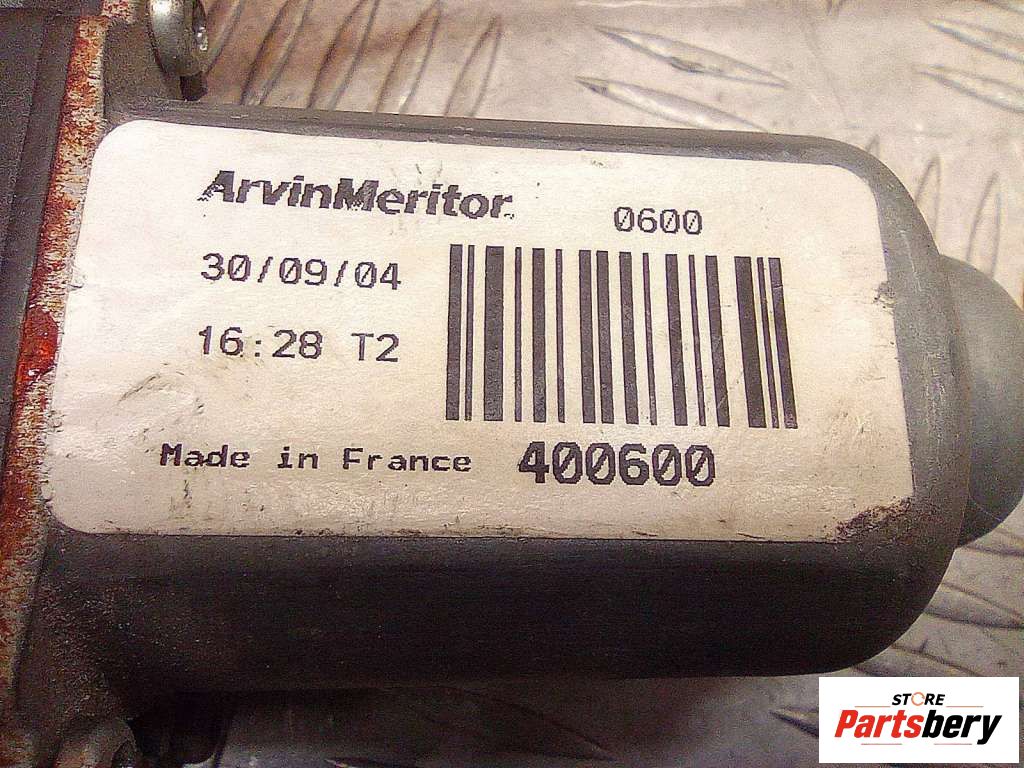 ArvinMeritor
0600
30/09/04
16:28 T2
Made in France
400600
STORE
Partsbery